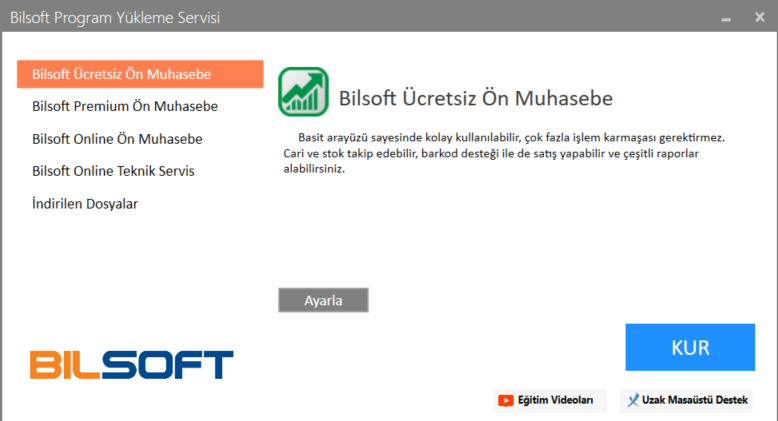 Bilsoft Program Yükleme Servisi
Bilsoft Ücretsiz Ön Muhasebe
Bilsoft Premium Ön Muhasebe
Bilsoft Online Ön Muhasebe
Bilsoft Online Teknik Servis
İndirilen Dosyalar
Bilsoft Ücretsiz Ön Muhasebe
Basit arayüzü sayesinde kolay kullanılabilir, çok fazla işlem karmaşası gerektirmez.
Cari ve stok takip edebilir, barkod desteği ile de satış yapabilir ve çeşitli raporlar
alabilirsiniz.
Ayarla
KUR
BILSOFT
Eğitim Videoları
Uzak Masaüstü Destek